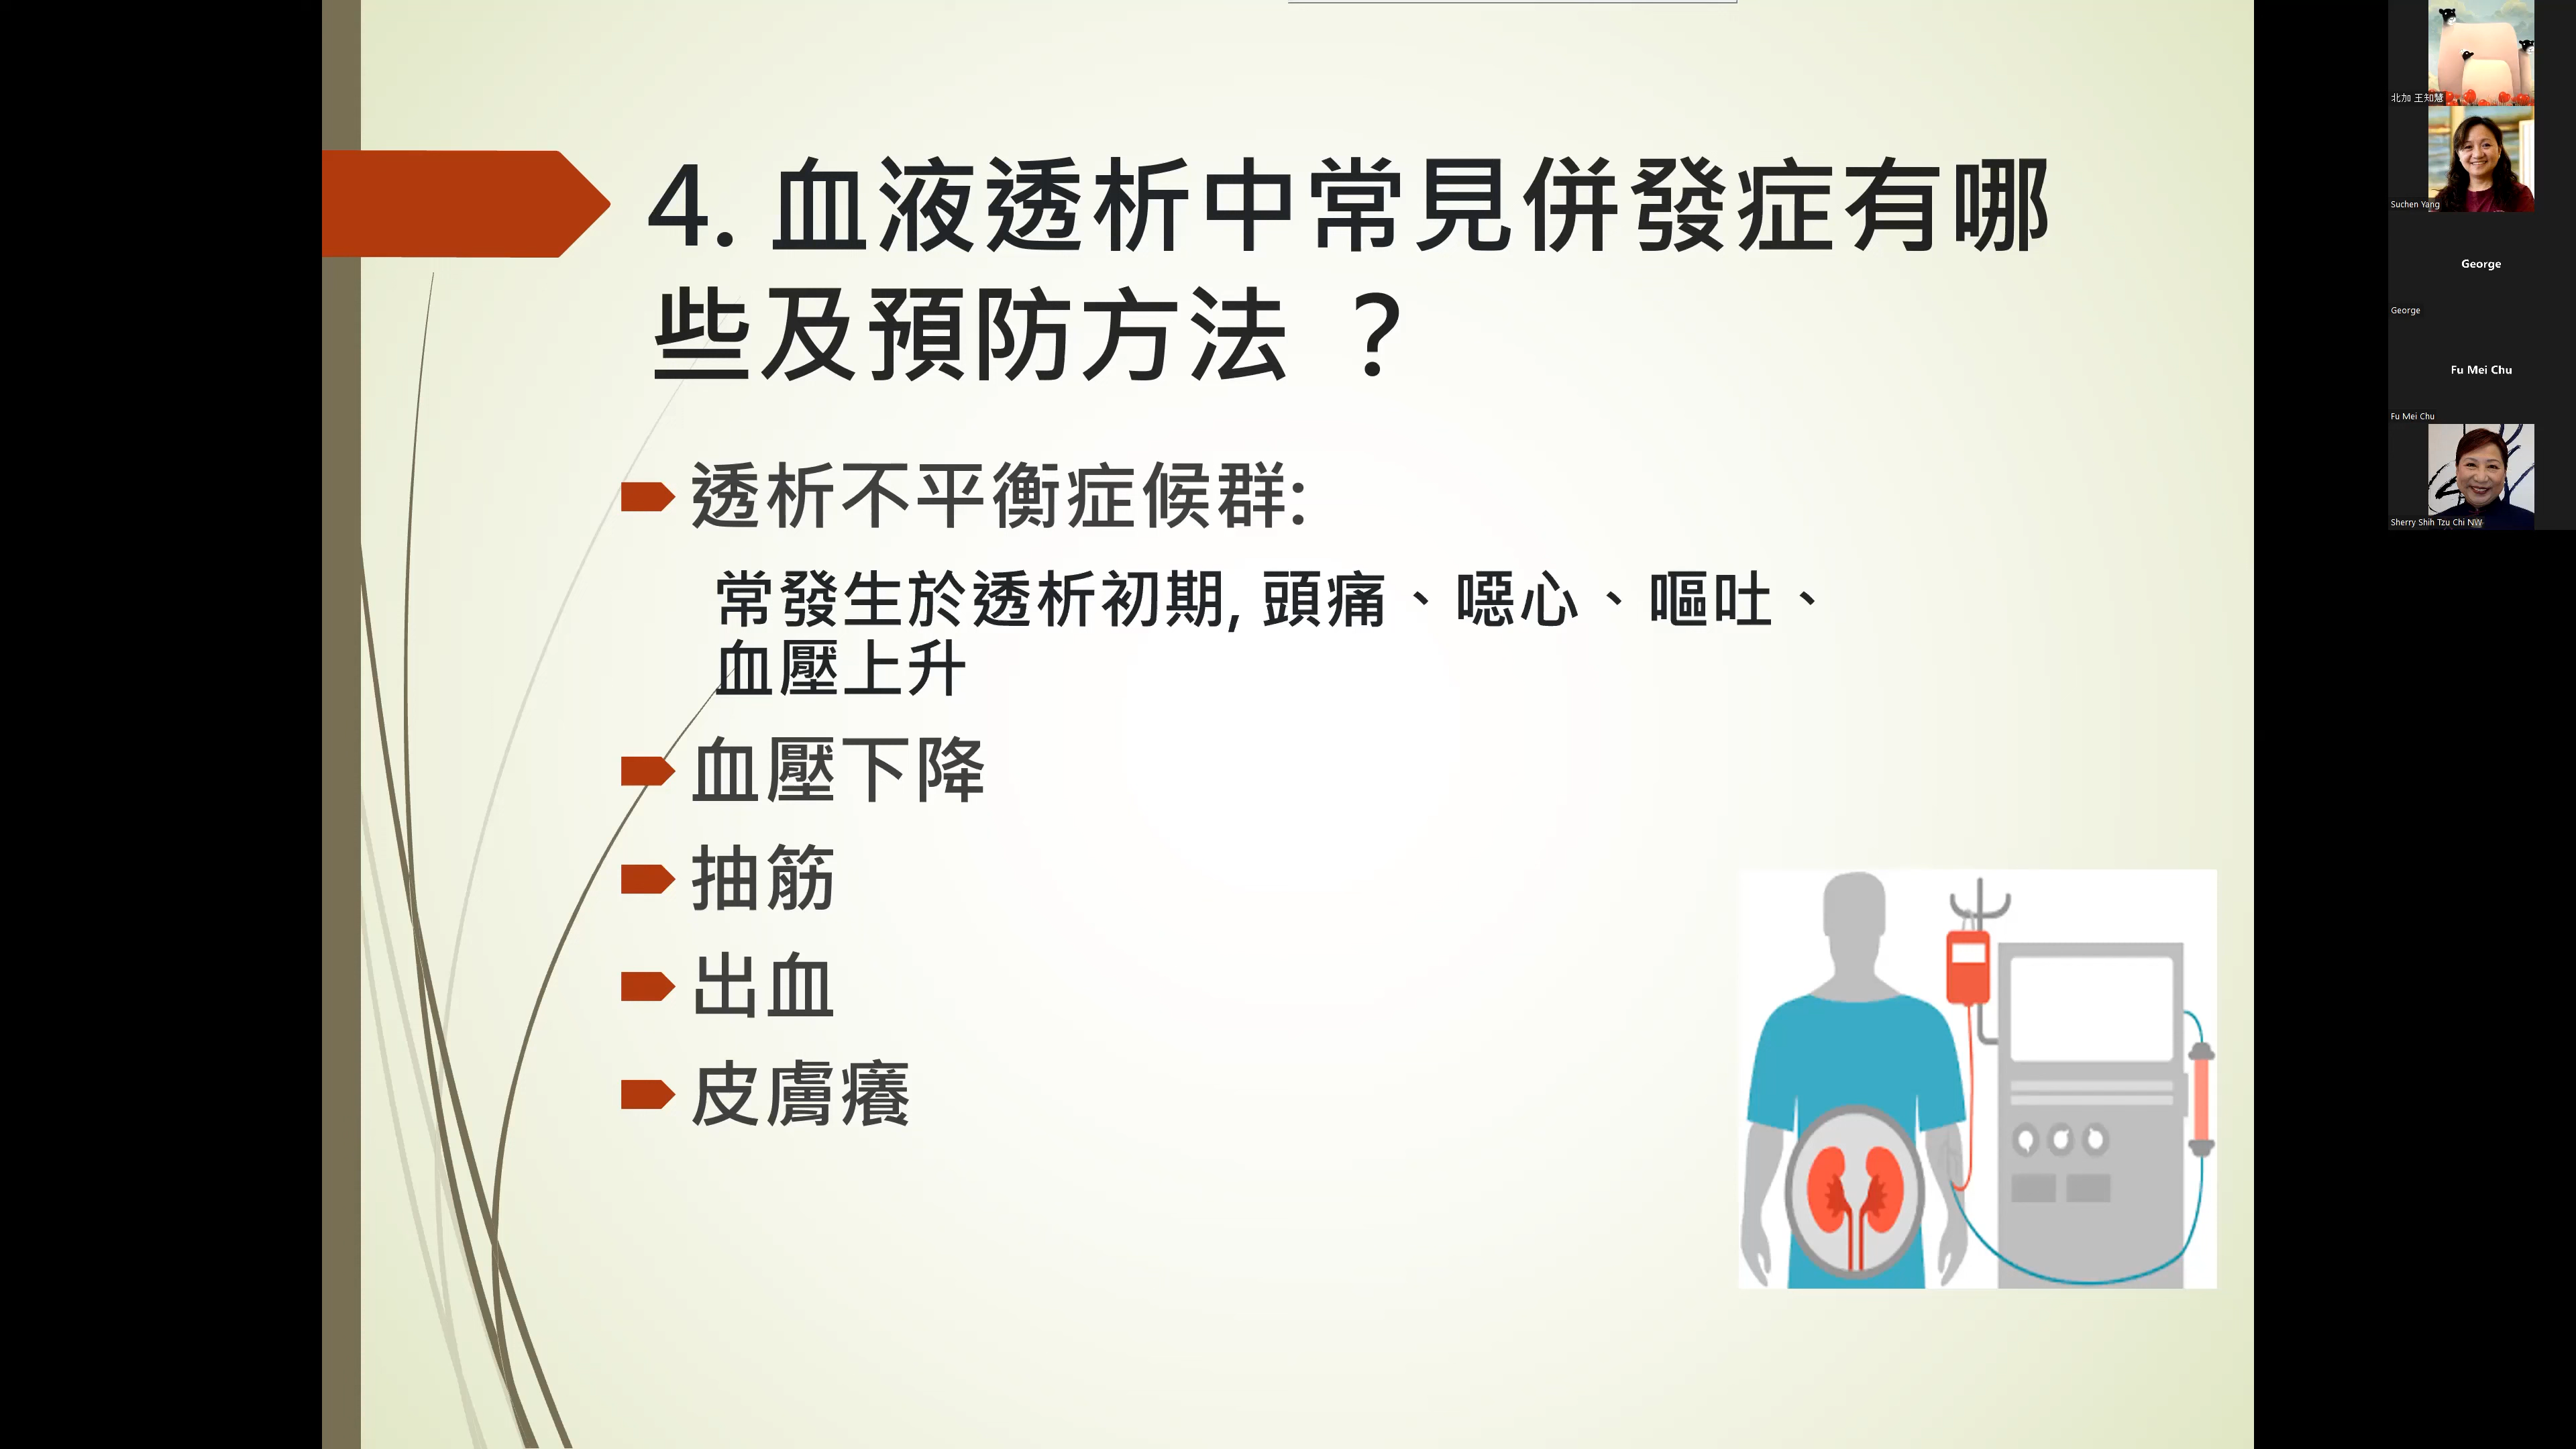 4. 血液透析中常見併發症有哪
些及預防方法 ？
透析不平衡症候群:
常發生於透析初期, 頭痛、噁心、嘔吐、
血壓上升
血壓下降
抽筋
出血
皮膚癢
北加 王知慧
Suchen Yang
George
George
Fu Mei Chu
Fu Mei Chu
Sherry Shih Tzu Chi NW